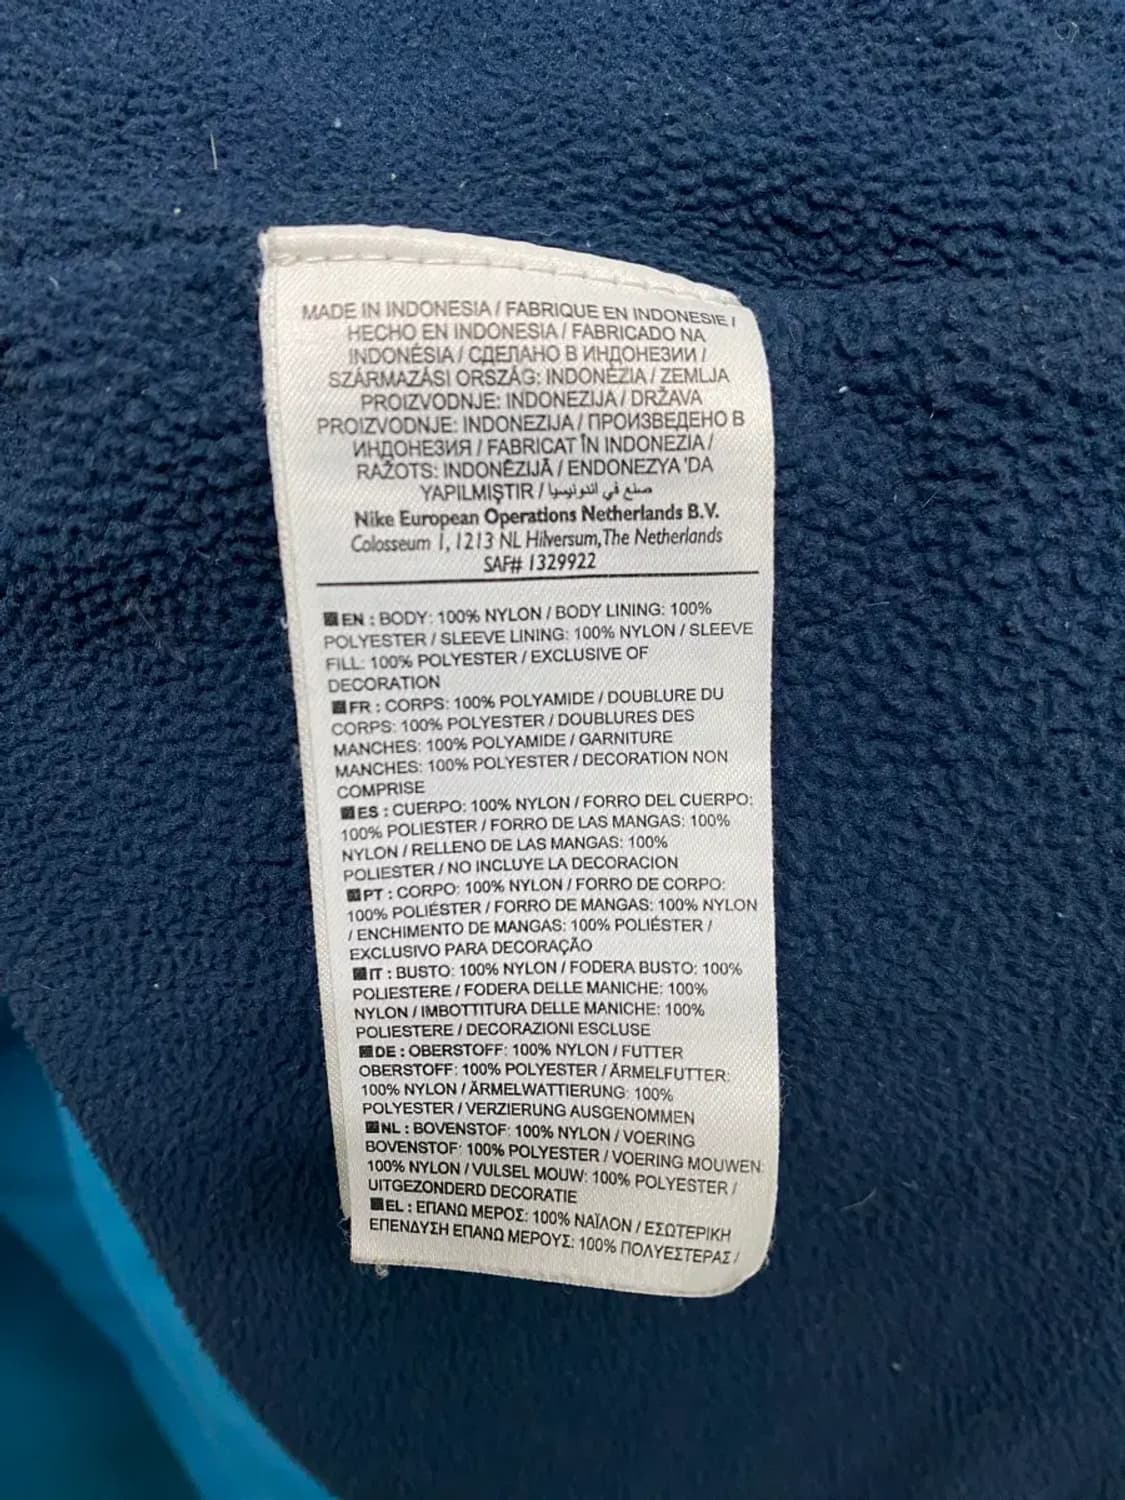 MADE IN INDONESIA / FABRIQUE EN INDONESIE /
HECHO EN INDONESIA / FABRICADO NA
INDONÉSIA / СДЕЛАНО В ИНДОНЕЗИИ /
SZÁRMAZÁSI ORSZÁG: INDONÉZIA / ZEMLJA
PROIZVODNJE: INDONEZIJA / DRŽAVA
PROIZVODNJE: INDONEZIJA / ПРОИЗВЕДЕНО В
ИНДОНЕЗИЯ / FABRICAT ÎN INDONEZIA /
RAŽOTS: INDONĒZIJĀ / ENDONEZYA 'DA
YAPILMIŞTIR / صنع في اندونيسيا
Nike European Operations Netherlands B.V.
Colosseum 1, 1213 NL Hilversum, The Netherlands
SAF# 1329922
EN : BODY: 100% NYLON / BODY LINING: 100%
POLYESTER / SLEEVE LINING: 100% NYLON / SLEEVE
FILL: 100% POLYESTER / EXCLUSIVE OF
DECORATION
FR : CORPS: 100% POLYAMIDE / DOUBLURE DU
CORPS: 100% POLYESTER / DOUBLURES DES
MANCHES: 100% POLYAMIDE / GARNITURE
MANCHES: 100% POLYESTER / DECORATION NON
COMPRISE
ES : CUERPO: 100% NYLON / FORRO DEL CUERPO:
100% POLIESTER / FORRO DE LAS MANGAS: 100%
NYLON / RELLENO DE LAS MANGAS: 100%
POLIESTER / NO INCLUYE LA DECORACION
PT : CORPO: 100% NYLON / FORRO DE CORPO:
100% POLIÉSTER / FORRO DE MANGAS: 100% NYLON
/ ENCHIMENTO DE MANGAS: 100% POLIÉSTER /
EXCLUSIVO PARA DECORAÇÃO
IT : BUSTO: 100% NYLON / FODERA BUSTO: 100%
POLIESTERE / FODERA DELLE MANICHE: 100%
NYLON / IMBOTTITURA DELLE MANICHE: 100%
POLIESTERE / DECORAZIONI ESCLUSE
DE : OBERSTOFF: 100% NYLON / FUTTER
OBERSTOFF: 100% POLYESTER / ÄRMELFUTTER:
100% NYLON / ÄRMELWATTIERUNG: 100%
POLYESTER / VERZIERUNG AUSGENOMMEN
NL : BOVENSTOF: 100% NYLON / VOERING
BOVENSTOF: 100% POLYESTER / VOERING MOUWEN:
100% NYLON / VULSEL MOUW: 100% POLYESTER /
UITGEZONDERD DECORATIE
EL : ΕΠΑΝΩ ΜΕΡΟΣ: 100% ΝΑΪΛΟΝ / ΕΣΩΤΕΡΙΚΗ
ΕΠΕΝΔΥΣΗ ΕΠΑΝΩ ΜΕΡΟΥΣ: 100% ΠΟΛΥΕΣΤΕΡΑΣ /